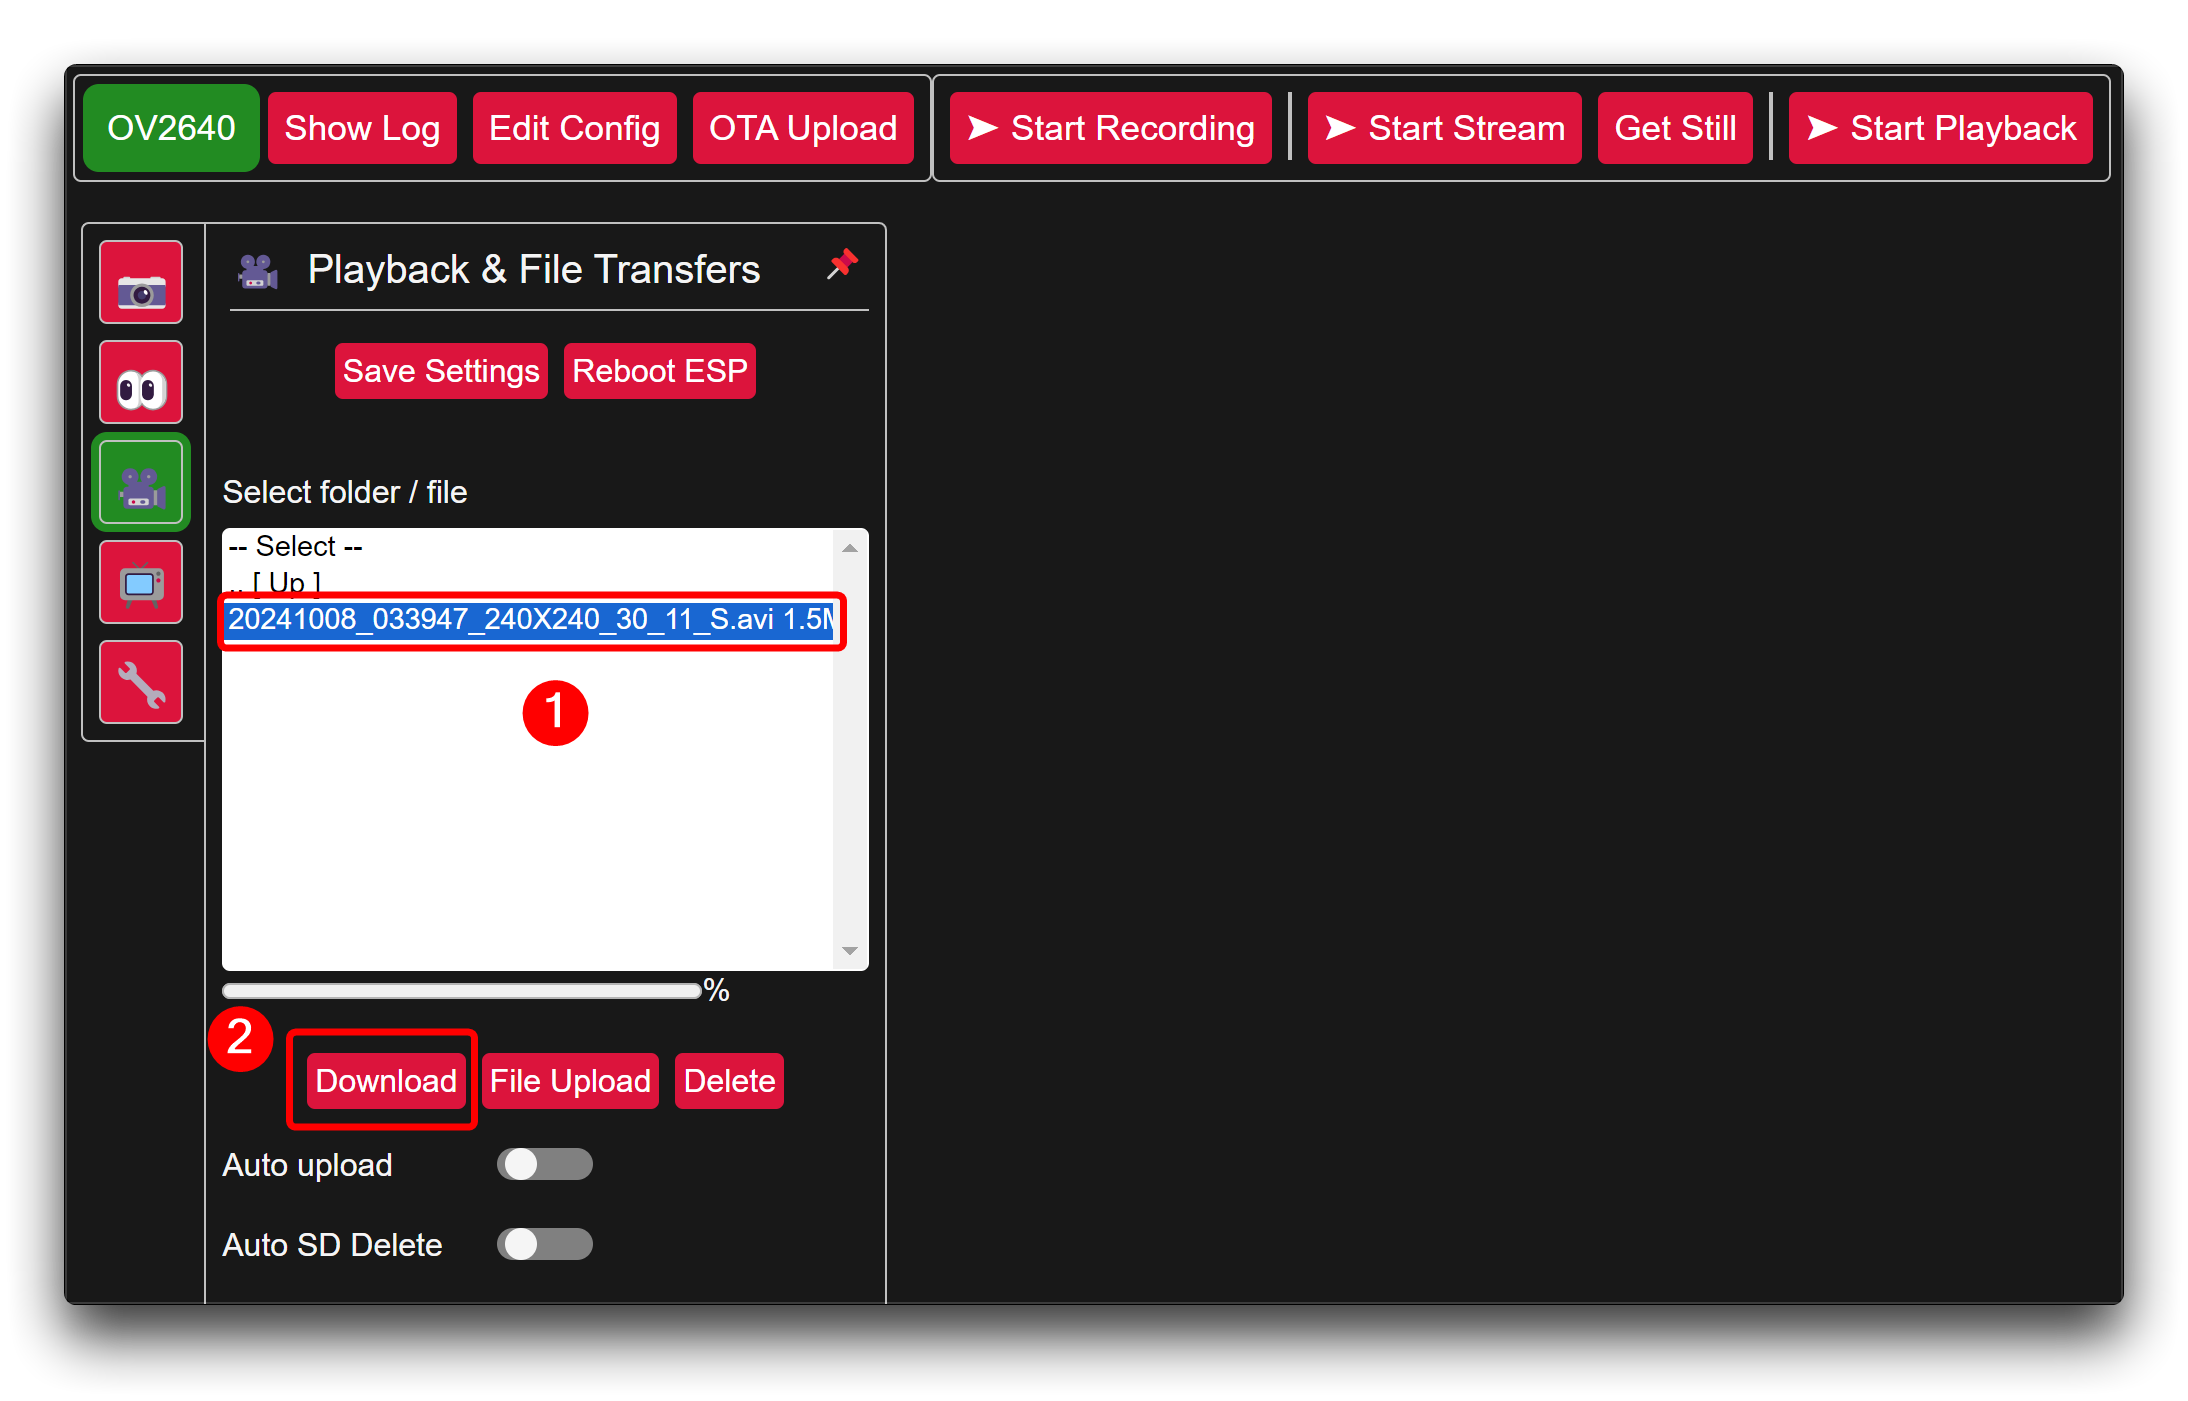 OV2640 Show Log Edit Config OTA Upload ➤ Start Recording ➤ Start Stream Get Still ➤ Start Playback
Playback & File Transfers
Save Settings Reboot ESP
Select folder / file
-- Select --
.. [ Up ]
20241008_033947_240X240_30_11_S.avi 1.5M
1
%
2
Download File Upload Delete
Auto upload
Auto SD Delete